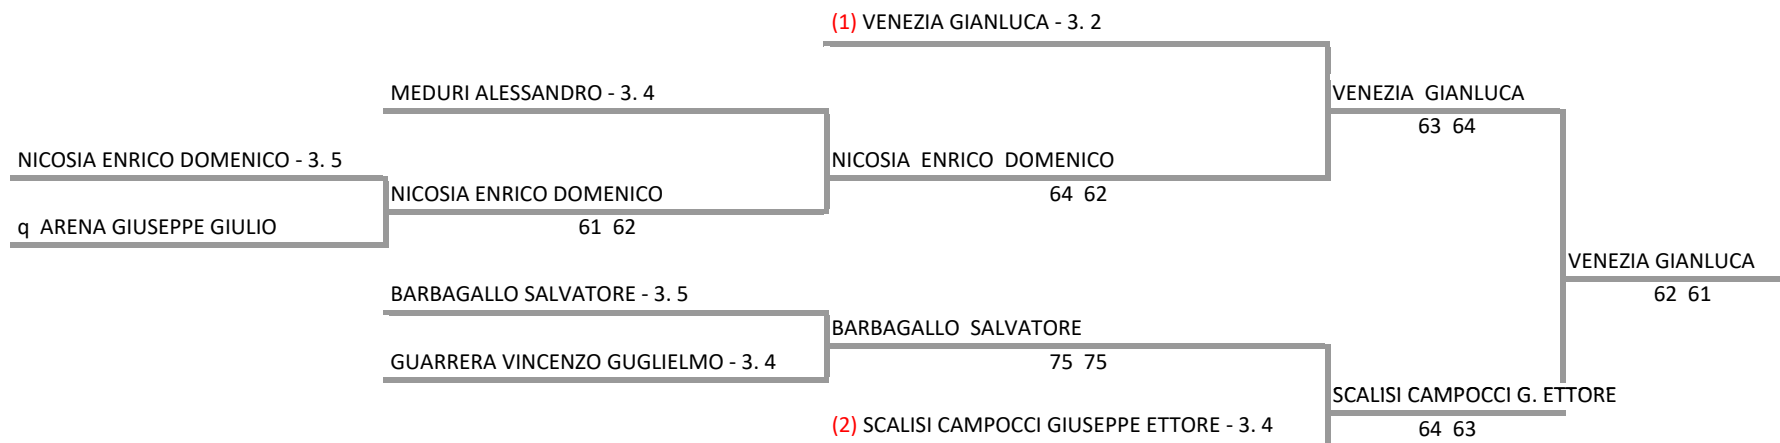 (1) VENEZIA GIANLUCA - 3. 2
MEDURI ALESSANDRO - 3. 4
VENEZIA  GIANLUCA
63  64
NICOSIA ENRICO DOMENICO - 3. 5
NICOSIA  ENRICO  DOMENICO
NICOSIA ENRICO DOMENICO
64  62
q  ARENA GIUSEPPE GIULIO
61  62
VENEZIA GIANLUCA
BARBAGALLO SALVATORE - 3. 5
62  61
BARBAGALLO  SALVATORE
GUARRERA VINCENZO GUGLIELMO - 3. 4
75  75
SCALISI CAMPOCCI G. ETTORE
(2) SCALISI CAMPOCCI GIUSEPPE ETTORE - 3. 4
64  63